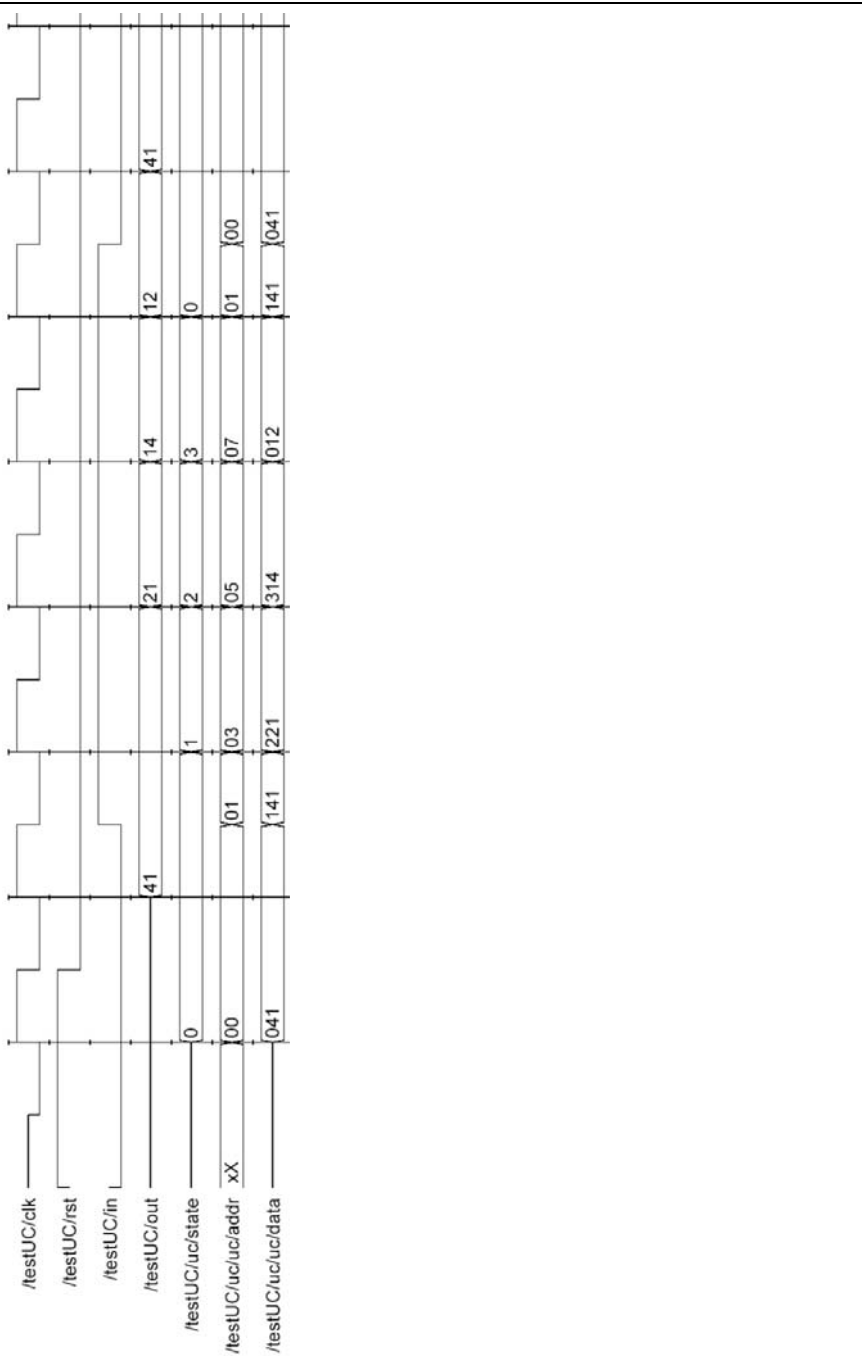 /testUC/clk
/testUC/rst
/testUC/in
/testUC/out 41 21 14 12 41
/testUC/uc/state 0 1 2 3 0
/testUC/uc/uc/addr xX 00 01 03 05 07 01 00
/testUC/uc/uc/data 041 141 221 314 012 141 041